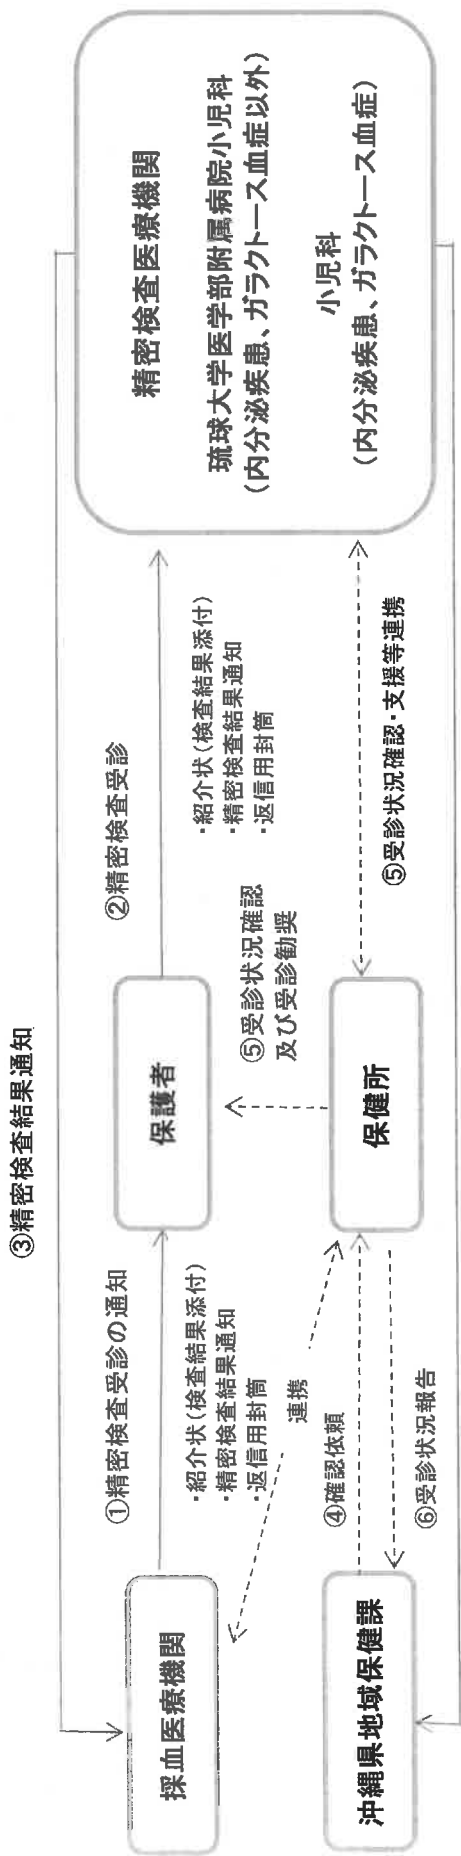 ③精密検査結果通知
①精密検査受診の通知
②精密検査受診
採血医療機関
保護者
精密検査医療機関
琉球大学医学部附属病院小児科
（内分泌疾患、ガラクトース血症以外）
小児科
（内分泌疾患、ガラクトース血症）
・紹介状（検査結果添付）
・精密検査結果通知
・返信用封筒
・紹介状（検査結果添付）
・精密検査結果通知
・返信用封筒
連携
⑤受診状況確認
及び受診勧奨
④確認依頼
沖縄県地域保健課
保健所
⑤受診状況確認・支援等連携
⑥受診状況報告